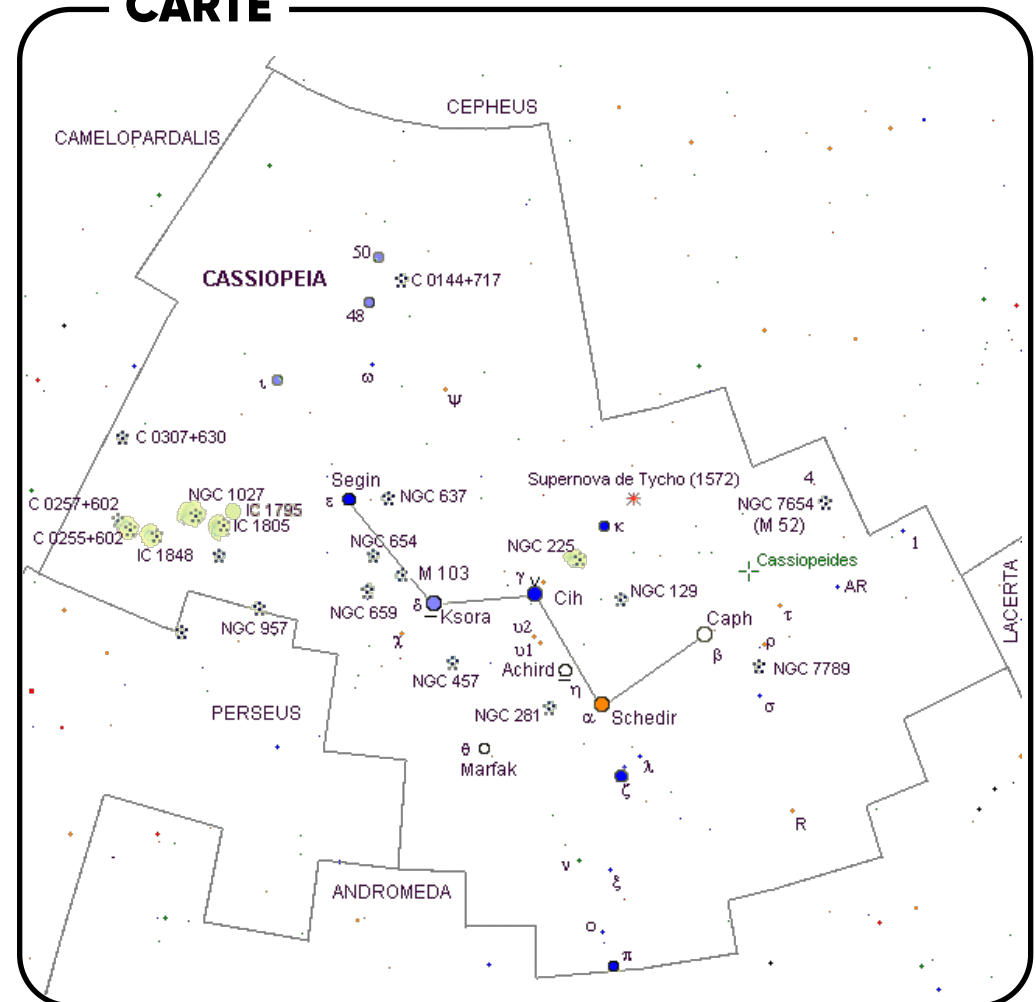 CARTE
CEPHEUS
CAMELOPARDALIS
50
CASSIOPEIA
C 0144+717
48
ι
ω
ψ
C 0307+630
Segin
Supernova de Tycho (1572)
4
NGC 1027
ε
NGC 637
C 0257+602
IC 1795
NGC 7654
(M 52)
IC 1805
κ
C 0255+602
IC 1848
NGC 654
NGC 225
1
Cassiopeides
M 103
γ
AR
LACERTA
NGC 659
δ
Ksora
Cih
NGC 129
τ
NGC 957
χ
υ2
υ1
Caph
β
ρ
NGC 457
Achird
η
NGC 7789
PERSEUS
NGC 281
α
Schedir
σ
θ
Marfak
λ
ζ
R
ν
ξ
ANDROMEDA
ο
π